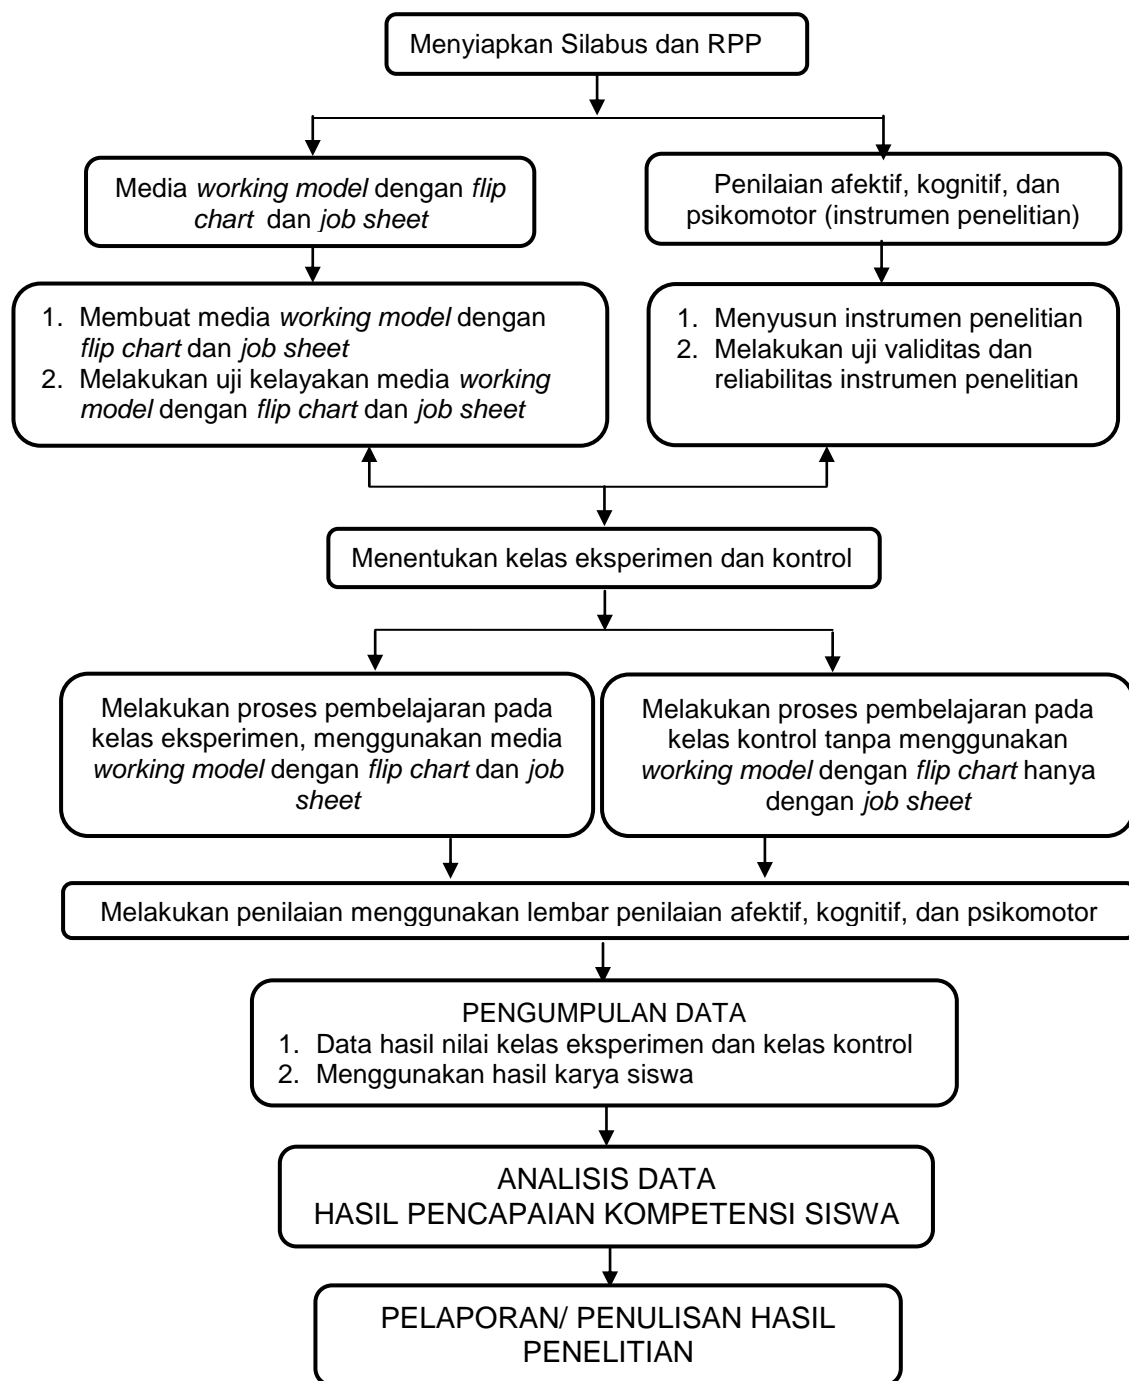 Menyiapkan Silabus dan RPP
Media working model dengan flip
chart dan job sheet
Penilaian afektif, kognitif, dan
psikomotor (instrumen penelitian)
1. Membuat media working model dengan
flip chart dan job sheet
2. Melakukan uji kelayakan media working
model dengan flip chart dan job sheet
1. Menyusun instrumen penelitian
2. Melakukan uji validitas dan
reliabilitas instrumen penelitian
Menentukan kelas eksperimen dan kontrol
Melakukan proses pembelajaran pada
kelas eksperimen, menggunakan media
working model dengan flip chart dan job
sheet
Melakukan proses pembelajaran pada
kelas kontrol tanpa menggunakan
working model dengan flip chart hanya
dengan job sheet
Melakukan penilaian menggunakan lembar penilaian afektif, kognitif, dan psikomotor
PENGUMPULAN DATA
1. Data hasil nilai kelas eksperimen dan kelas kontrol
2. Menggunakan hasil karya siswa
ANALISIS DATA
HASIL PENCAPAIAN KOMPETENSI SISWA
PELAPORAN/ PENULISAN HASIL
PENELITIAN